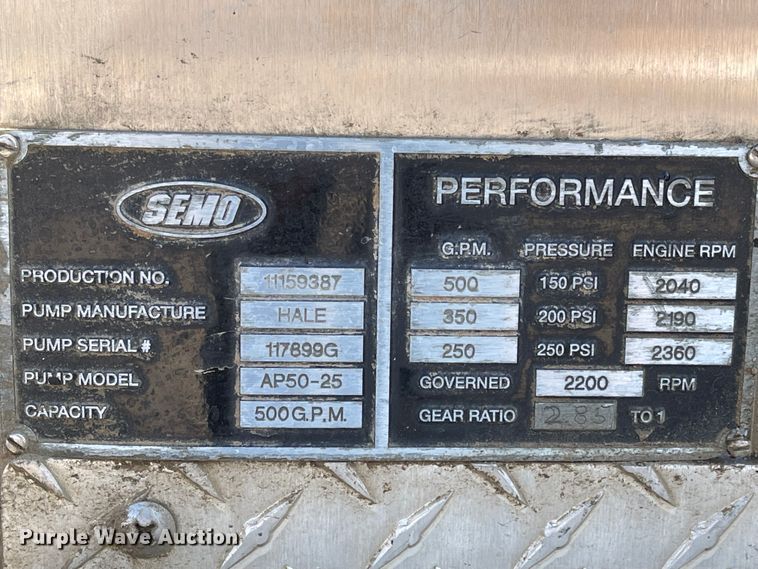 SEMO
PRODUCTION NO. 11159387
PUMP MANUFACTURE HALE
PUMP SERIAL # 117899G
PUMP MODEL AP50-25
CAPACITY 500 G.P.M.
PERFORMANCE
G.P.M. PRESSURE ENGINE RPM
500 150 PSI 2040
350 200 PSI 2190
250 250 PSI 2360
GOVERNED 2200 RPM
GEAR RATIO 2.85 TO 1
Purple Wave Auction